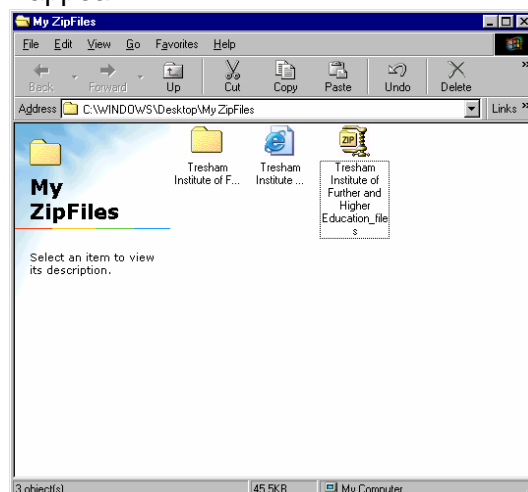 My ZipFiles
File Edit View Go Favorites Help
Back Forward Up Cut Copy Paste Undo Delete »
Address C:\WINDOWS\Desktop\My ZipFiles Links »
My
ZipFiles
Select an item to view
its description.
Tresham
Institute of F...
Tresham
Institute ...
ZIP
Tresham
Institute of
Further and
Higher
Education_file
s
3 object(s) 45.5KB My Computer